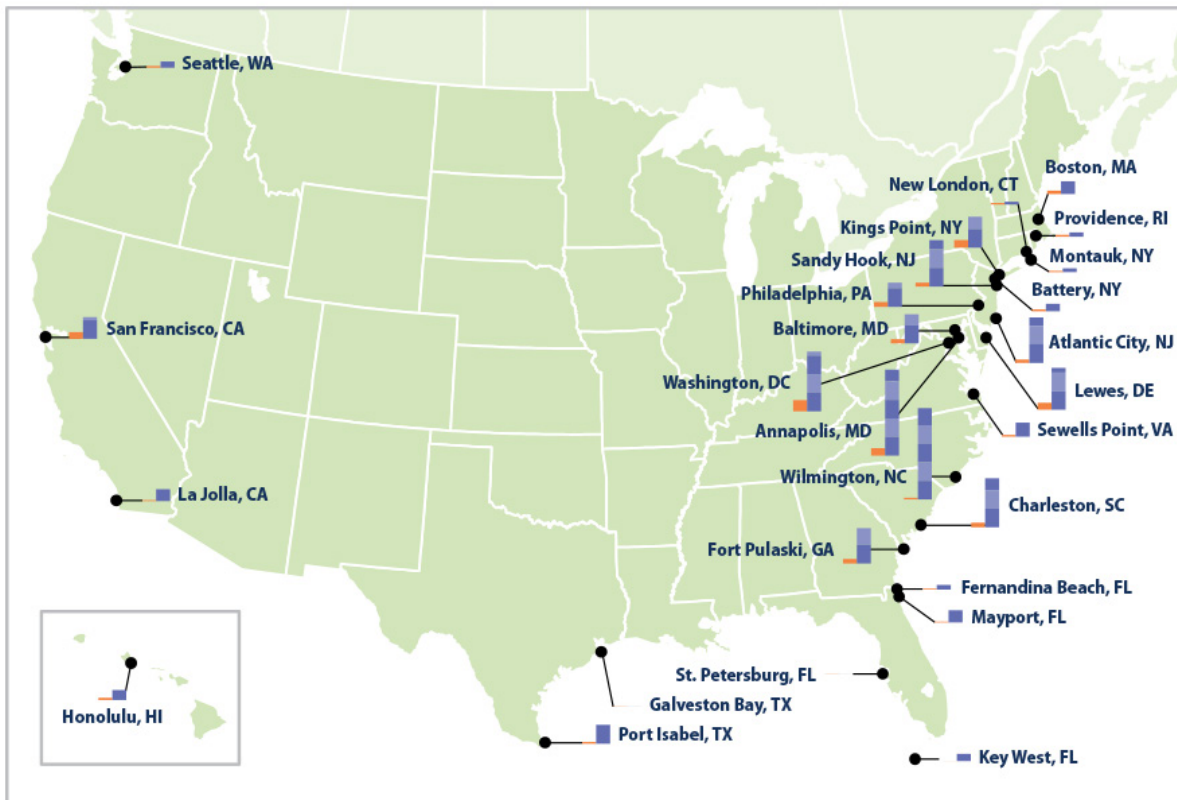 Seattle, WA
Boston, MA
New London, CT
Providence, RI
Kings Point, NY
Montauk, NY
Sandy Hook, NJ
Battery, NY
Philadelphia, PA
San Francisco, CA
Baltimore, MD
Atlantic City, NJ
Washington, DC
Lewes, DE
Annapolis, MD
Sewells Point, VA
Wilmington, NC
La Jolla, CA
Charleston, SC
Fort Pulaski, GA
Fernandina Beach, FL
Mayport, FL
St. Petersburg, FL
Galveston Bay, TX
Honolulu, HI
Port Isabel, TX
Key West, FL